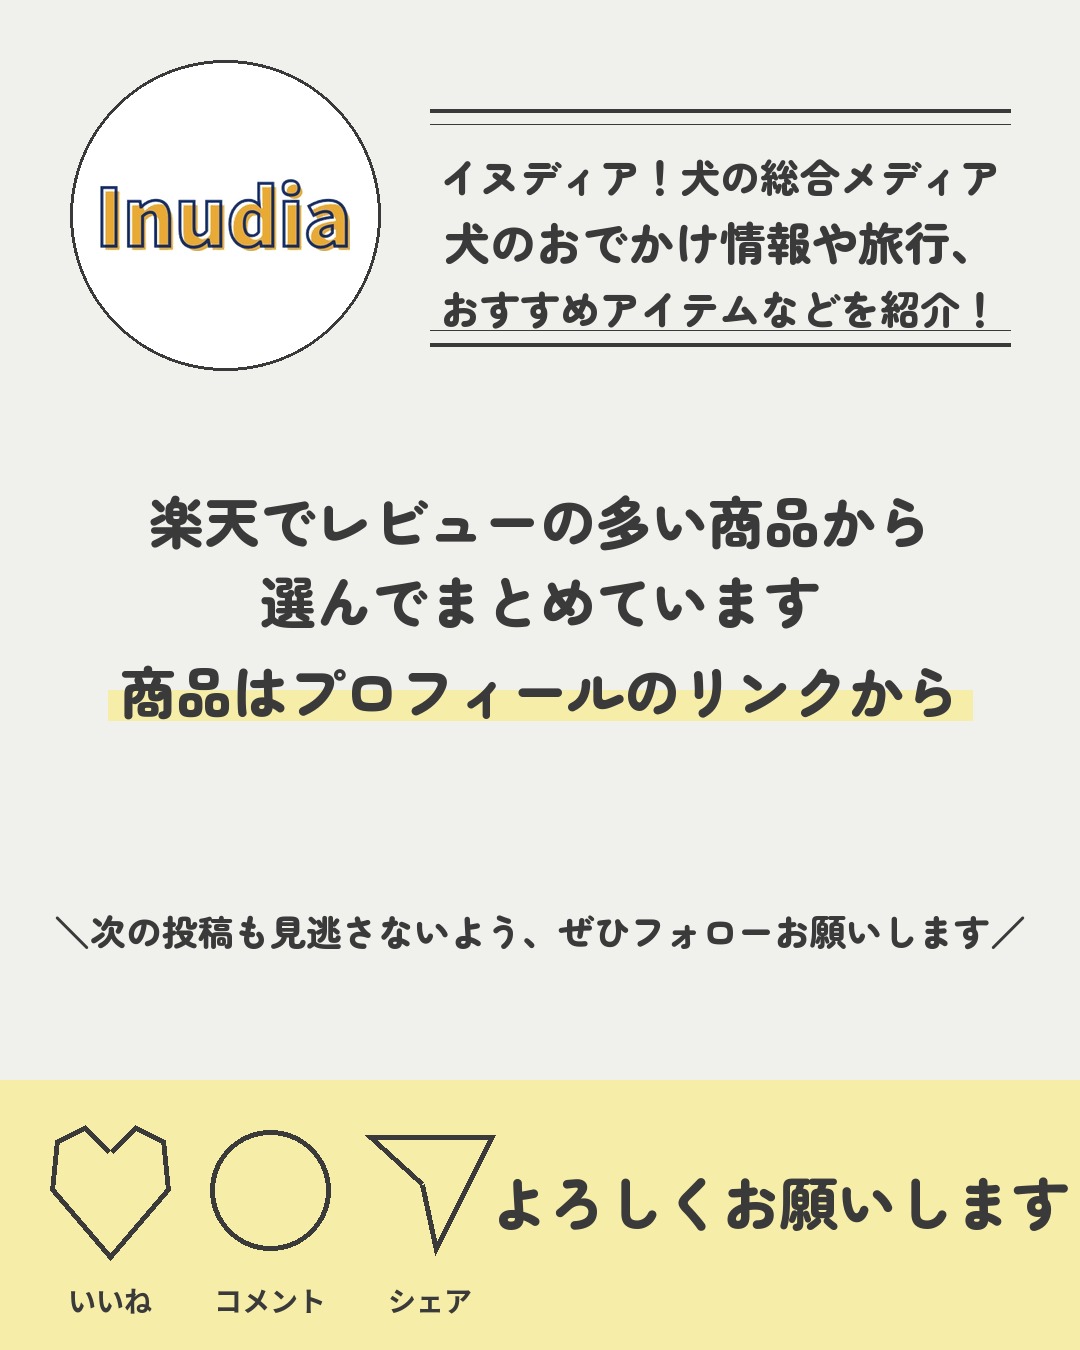 Inudia
イヌディア！犬の総合メディア
犬のおでかけ情報や旅行、
おすすめアイテムなどを紹介！
楽天でレビューの多い商品から
選んでまとめています
商品はプロフィールのリンクから
＼次の投稿も見逃さないよう、ぜひフォローお願いします／
よろしくお願いします
いいね
コメント
シェア